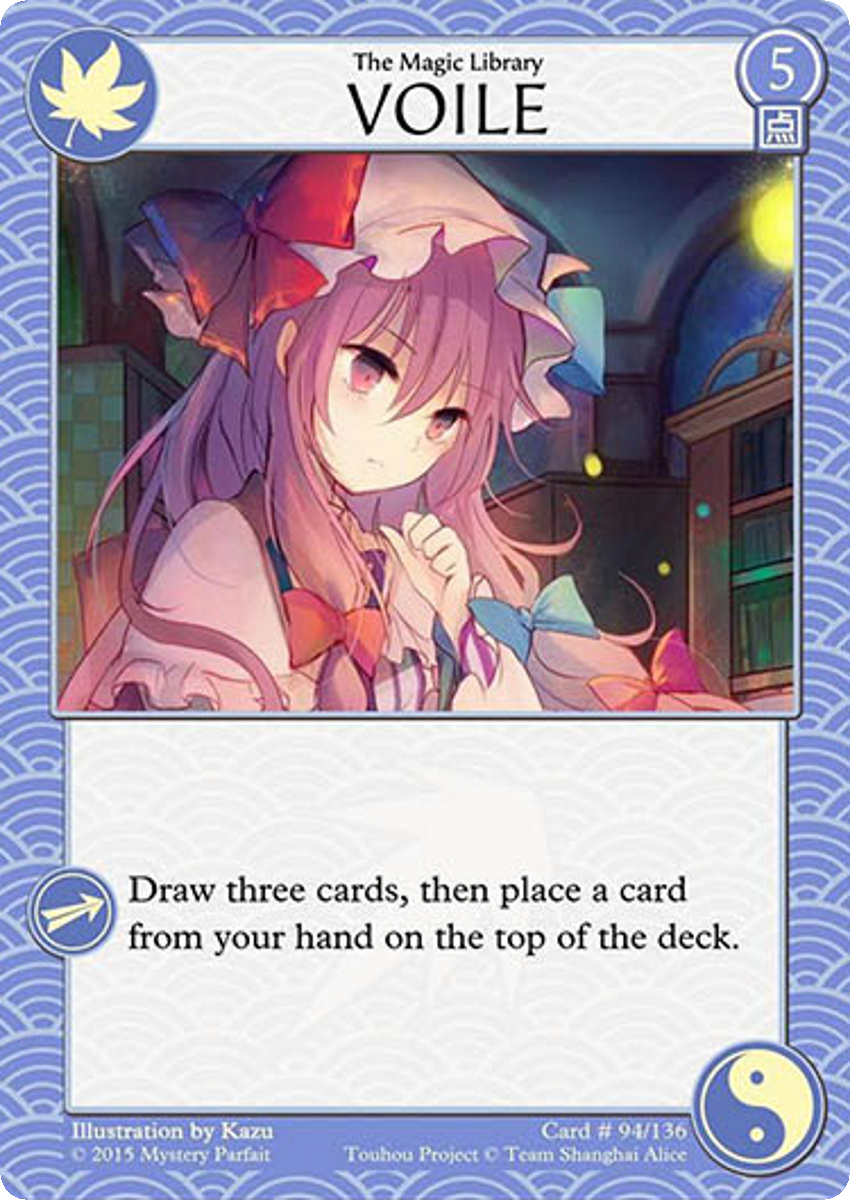 The Magic Library
VOILE
5
点
Draw three cards, then place a card
from your hand on the top of the deck.
Illustration by Kazu
Card # 94/136
© 2015 Mystery Parfait
Touhou Project © Team Shanghai Alice